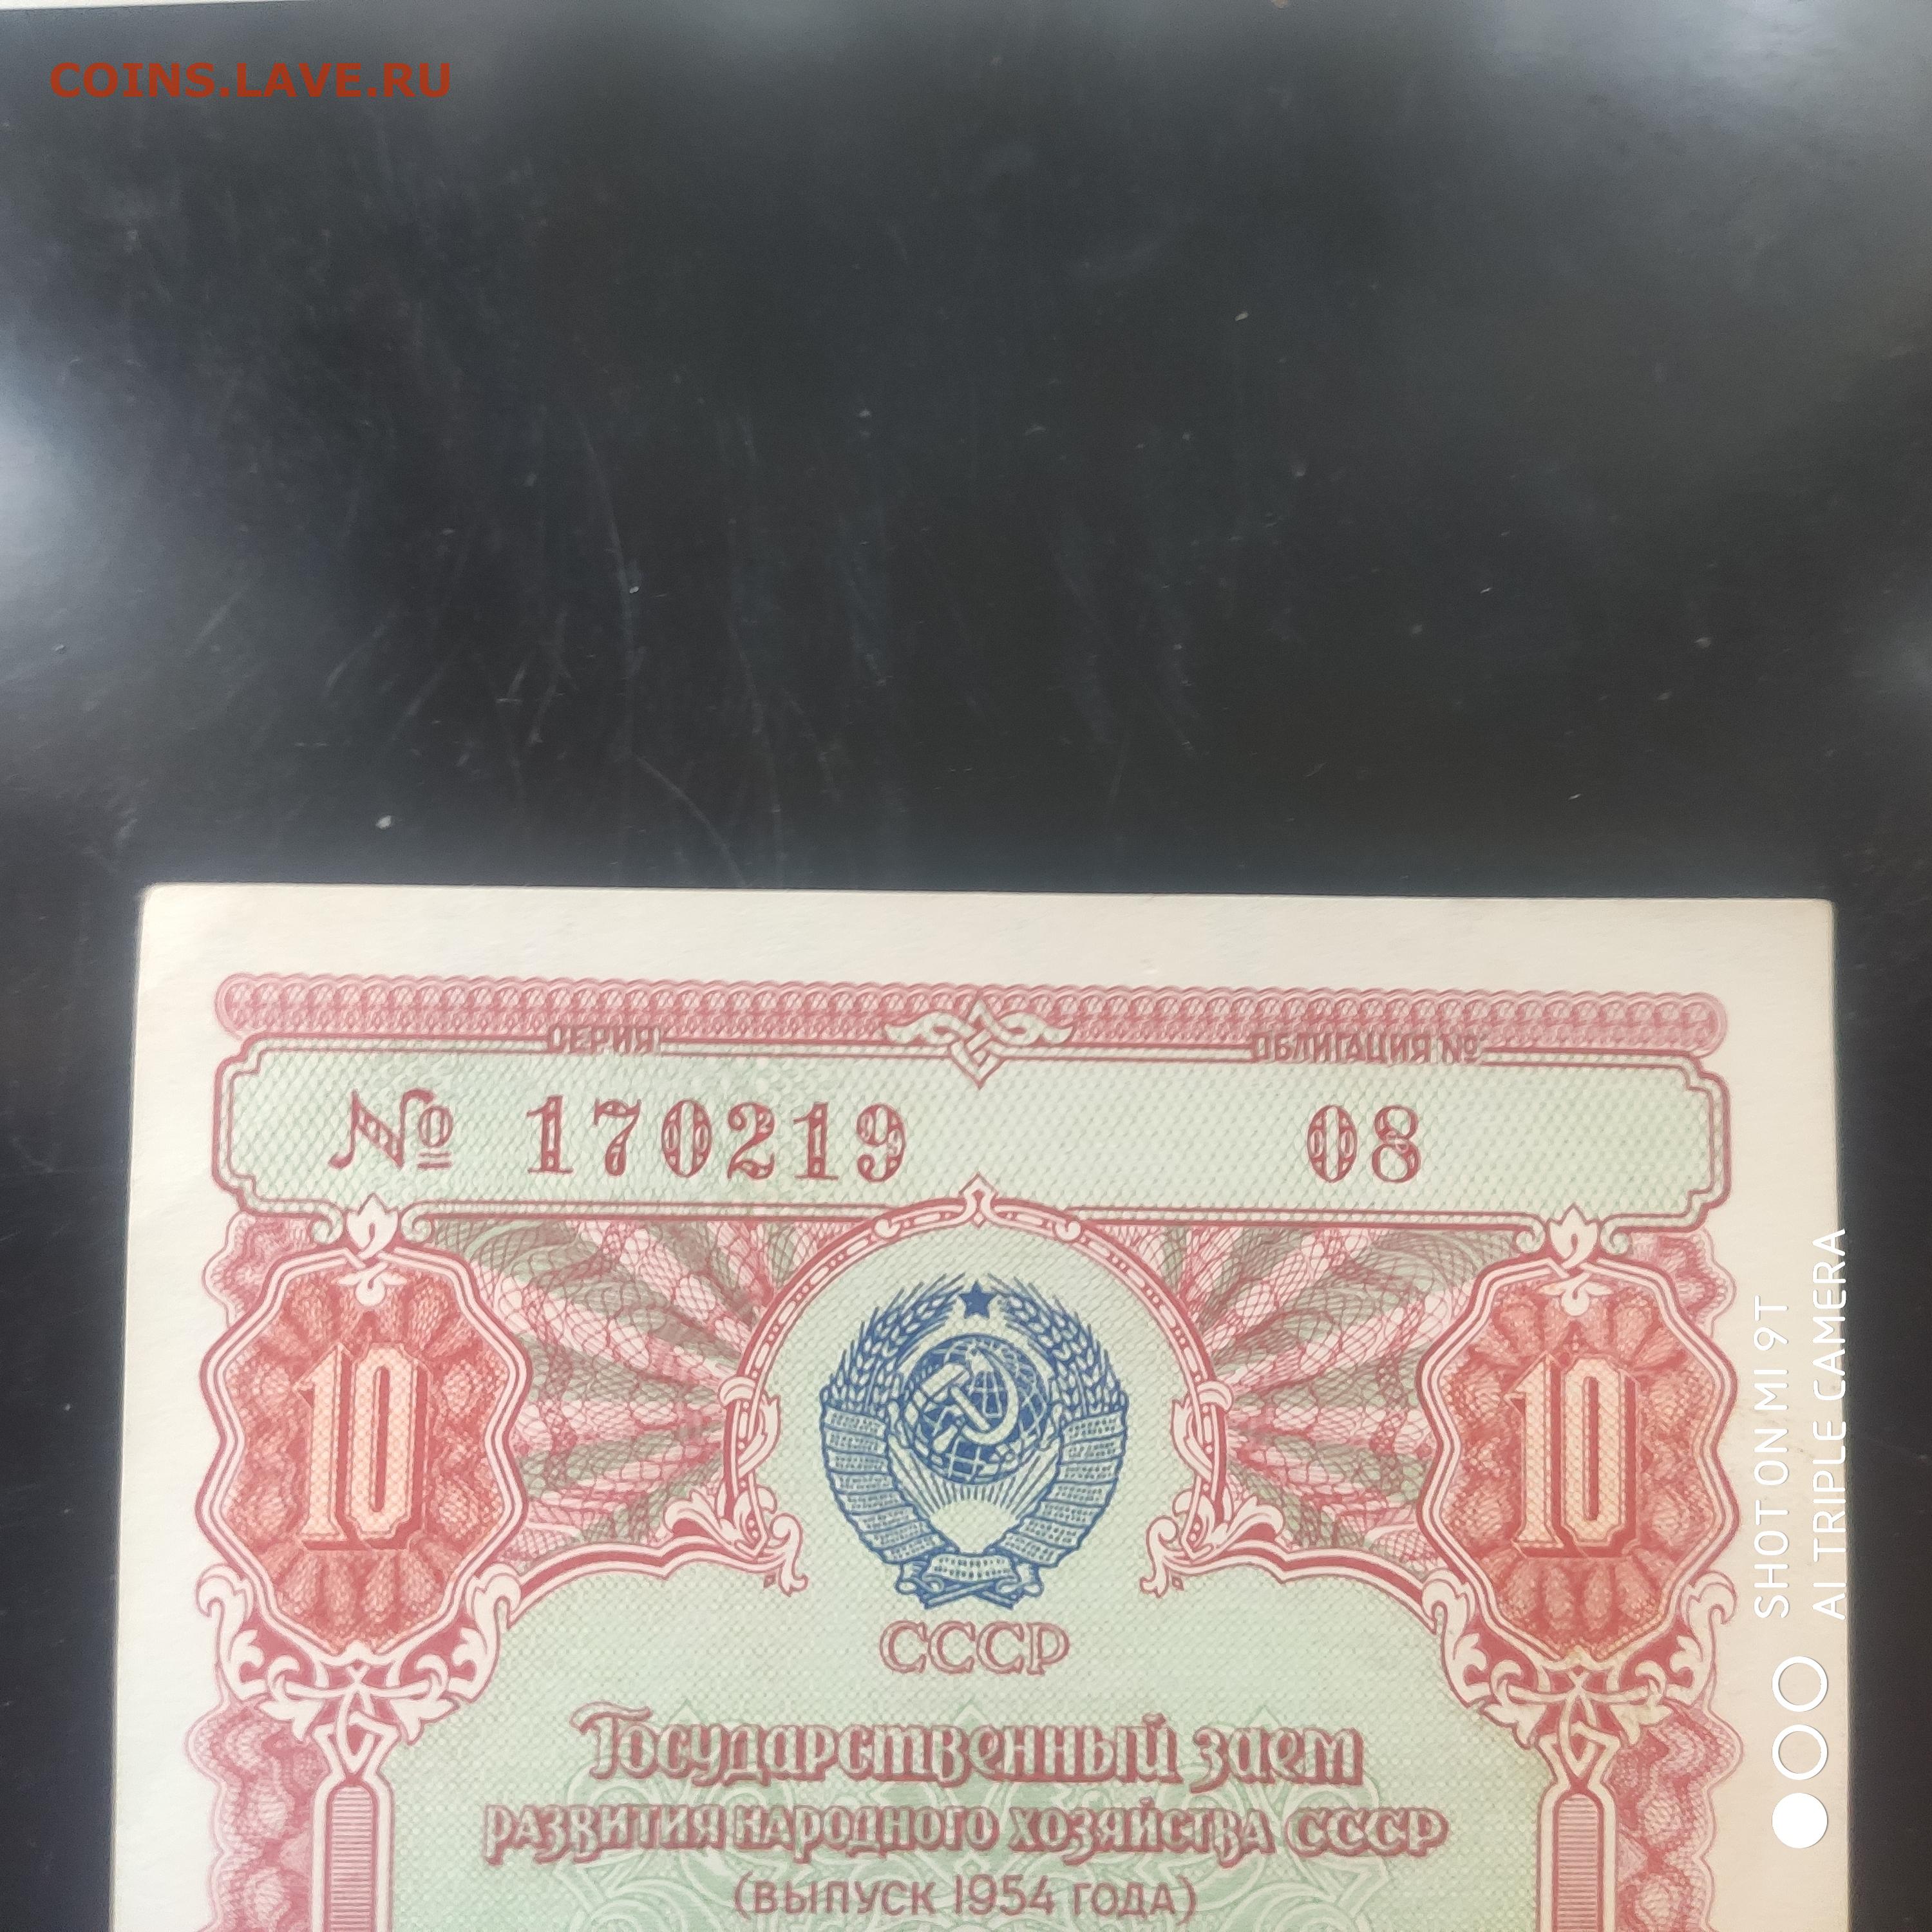 COINS.LAVE.RU
СЕРИЯ ОБЛИГАЦИЯ №
№ 170219 08
10 10
СССР
Государственный заем
РАЗВИТИЯ НАРОДНОГО ХОЗЯЙСТВА СССР
(ВЫПУСК 1954 ГОДА)
SHOT ON MI 9T
AI TRIPLE CAMERA